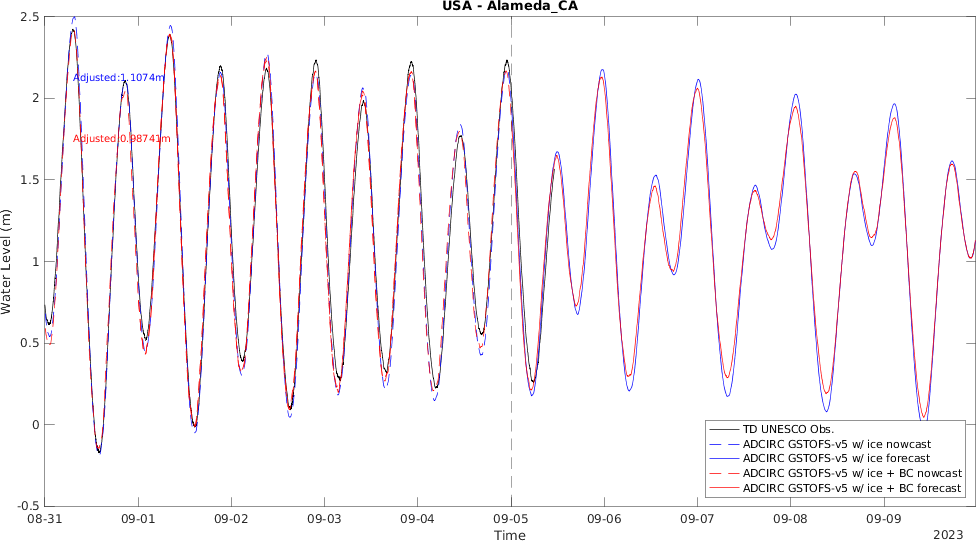 USA - Alameda_CA
2.5
2
1.5
1
0.5
0
-0.5
Water Level (m)
Adjusted:1.1074m
Adjusted:0.98741m
TD UNESCO Obs.
ADCIRC GSTOFS-v5 w/ ice nowcast
ADCIRC GSTOFS-v5 w/ ice forecast
ADCIRC GSTOFS-v5 w/ ice + BC nowcast
ADCIRC GSTOFS-v5 w/ ice + BC forecast
08-31 09-01 09-02 09-03 09-04 09-05 09-06 09-07 09-08 09-09
Time
2023